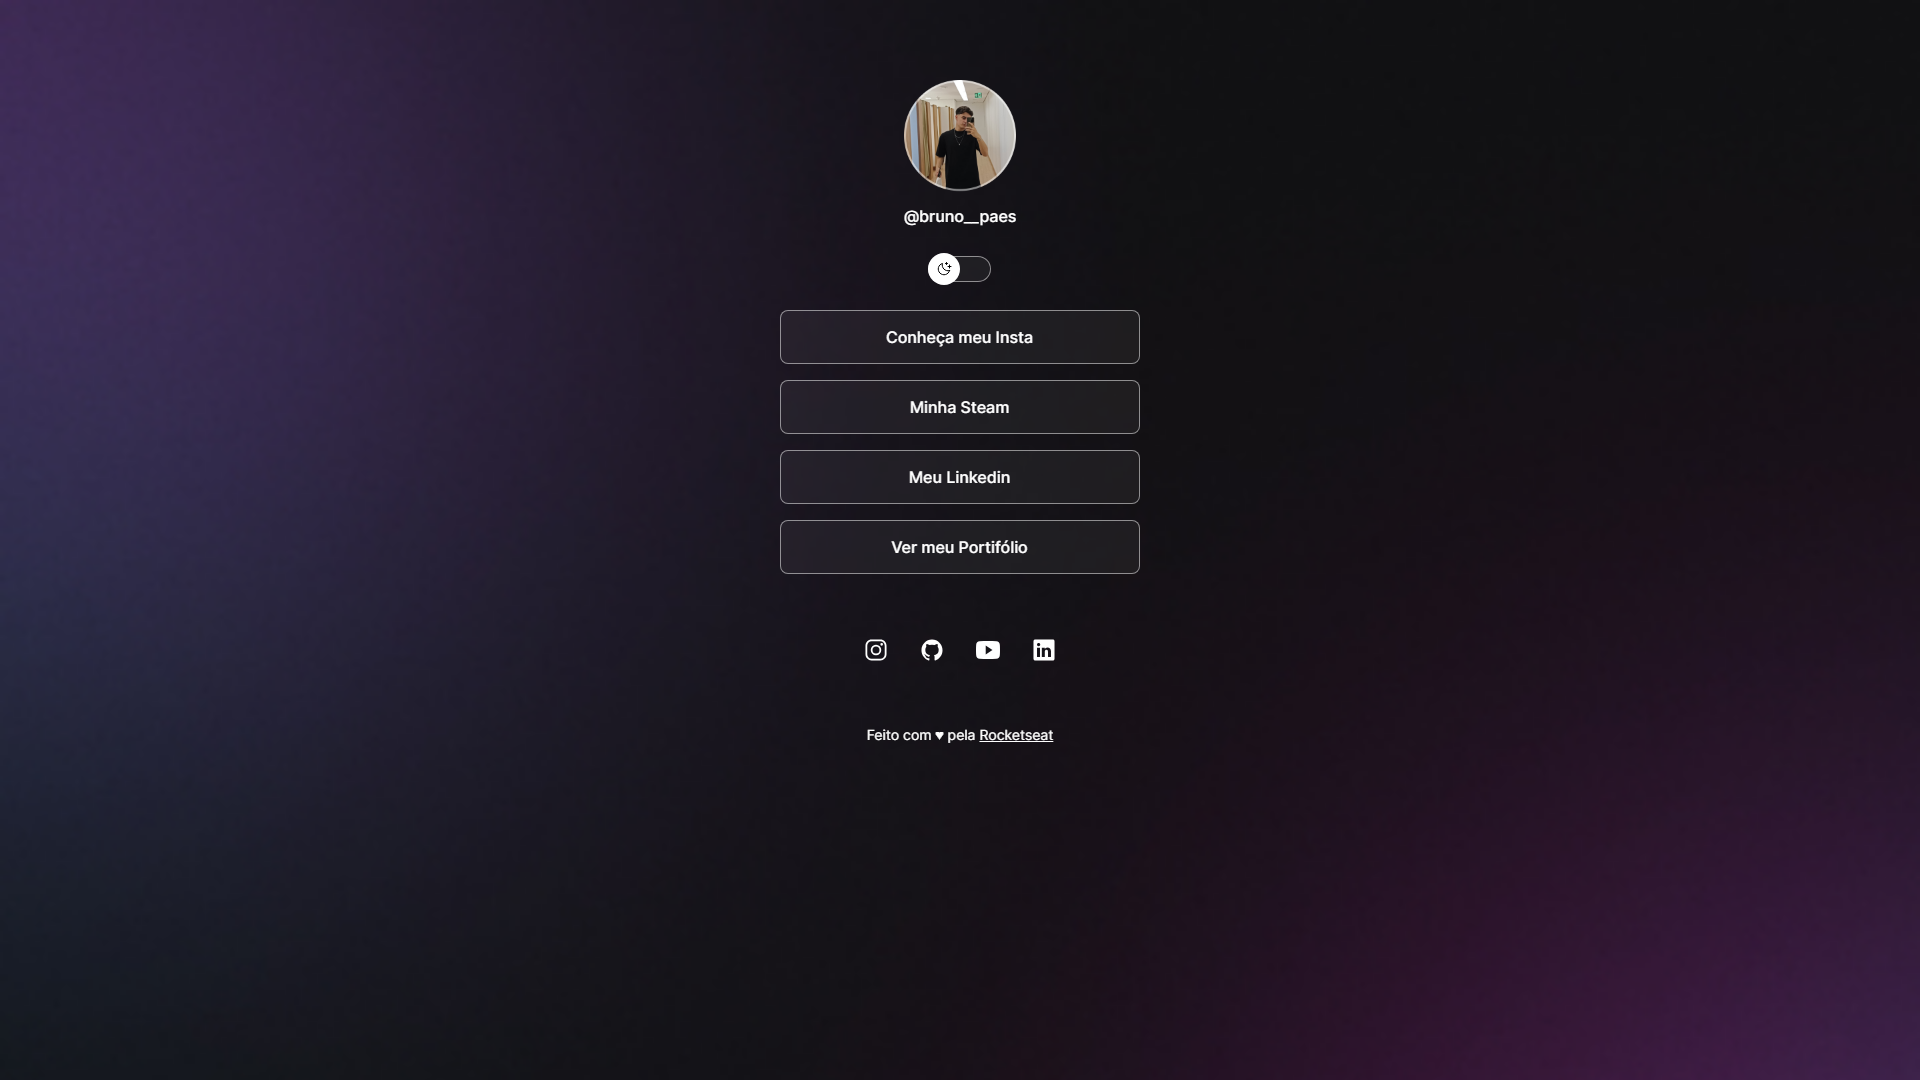 @bruno__paes
Conheça meu Insta
Minha Steam
Meu Linkedin
Ver meu Portifólio
Feito com ♥ pela Rocketseat